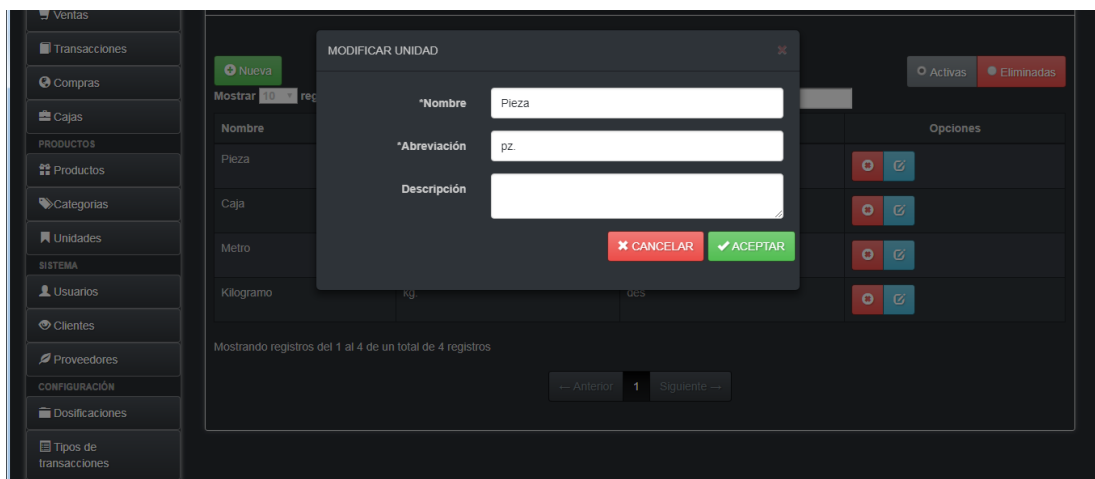 Ventas
Transacciones
Compras
Cajas
PRODUCTOS
Productos
Categorias
Unidades
SISTEMA
Usuarios
Clientes
Proveedores
CONFIGURACIÓN
Dosificaciones
Tipos de
transacciones
Nueva
Activas
Eliminadas
Mostrar 10 reg
Nombre
Opciones
Pieza
Caja
Metro
Kilogramo kg. des
Mostrando registros del 1 al 4 de un total de 4 registros
← Anterior 1 Siguiente →
MODIFICAR UNIDAD
*Nombre Pieza
*Abreviación pz.
Descripción
CANCELAR ACEPTAR